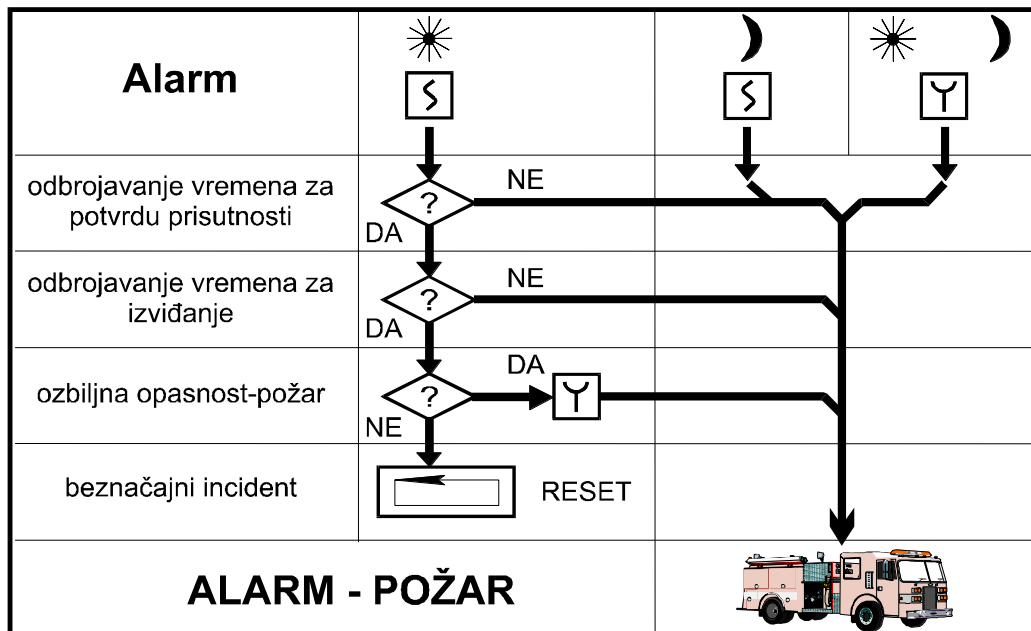 Alarm
odbrojavanje vremena za
potvrdu prisutnosti
?
NE
DA
odbrojavanje vremena za
izviđanje
?
NE
DA
ozbiljna opasnost-požar
?
DA
NE
beznačajni incident
RESET
ALARM - POŽAR